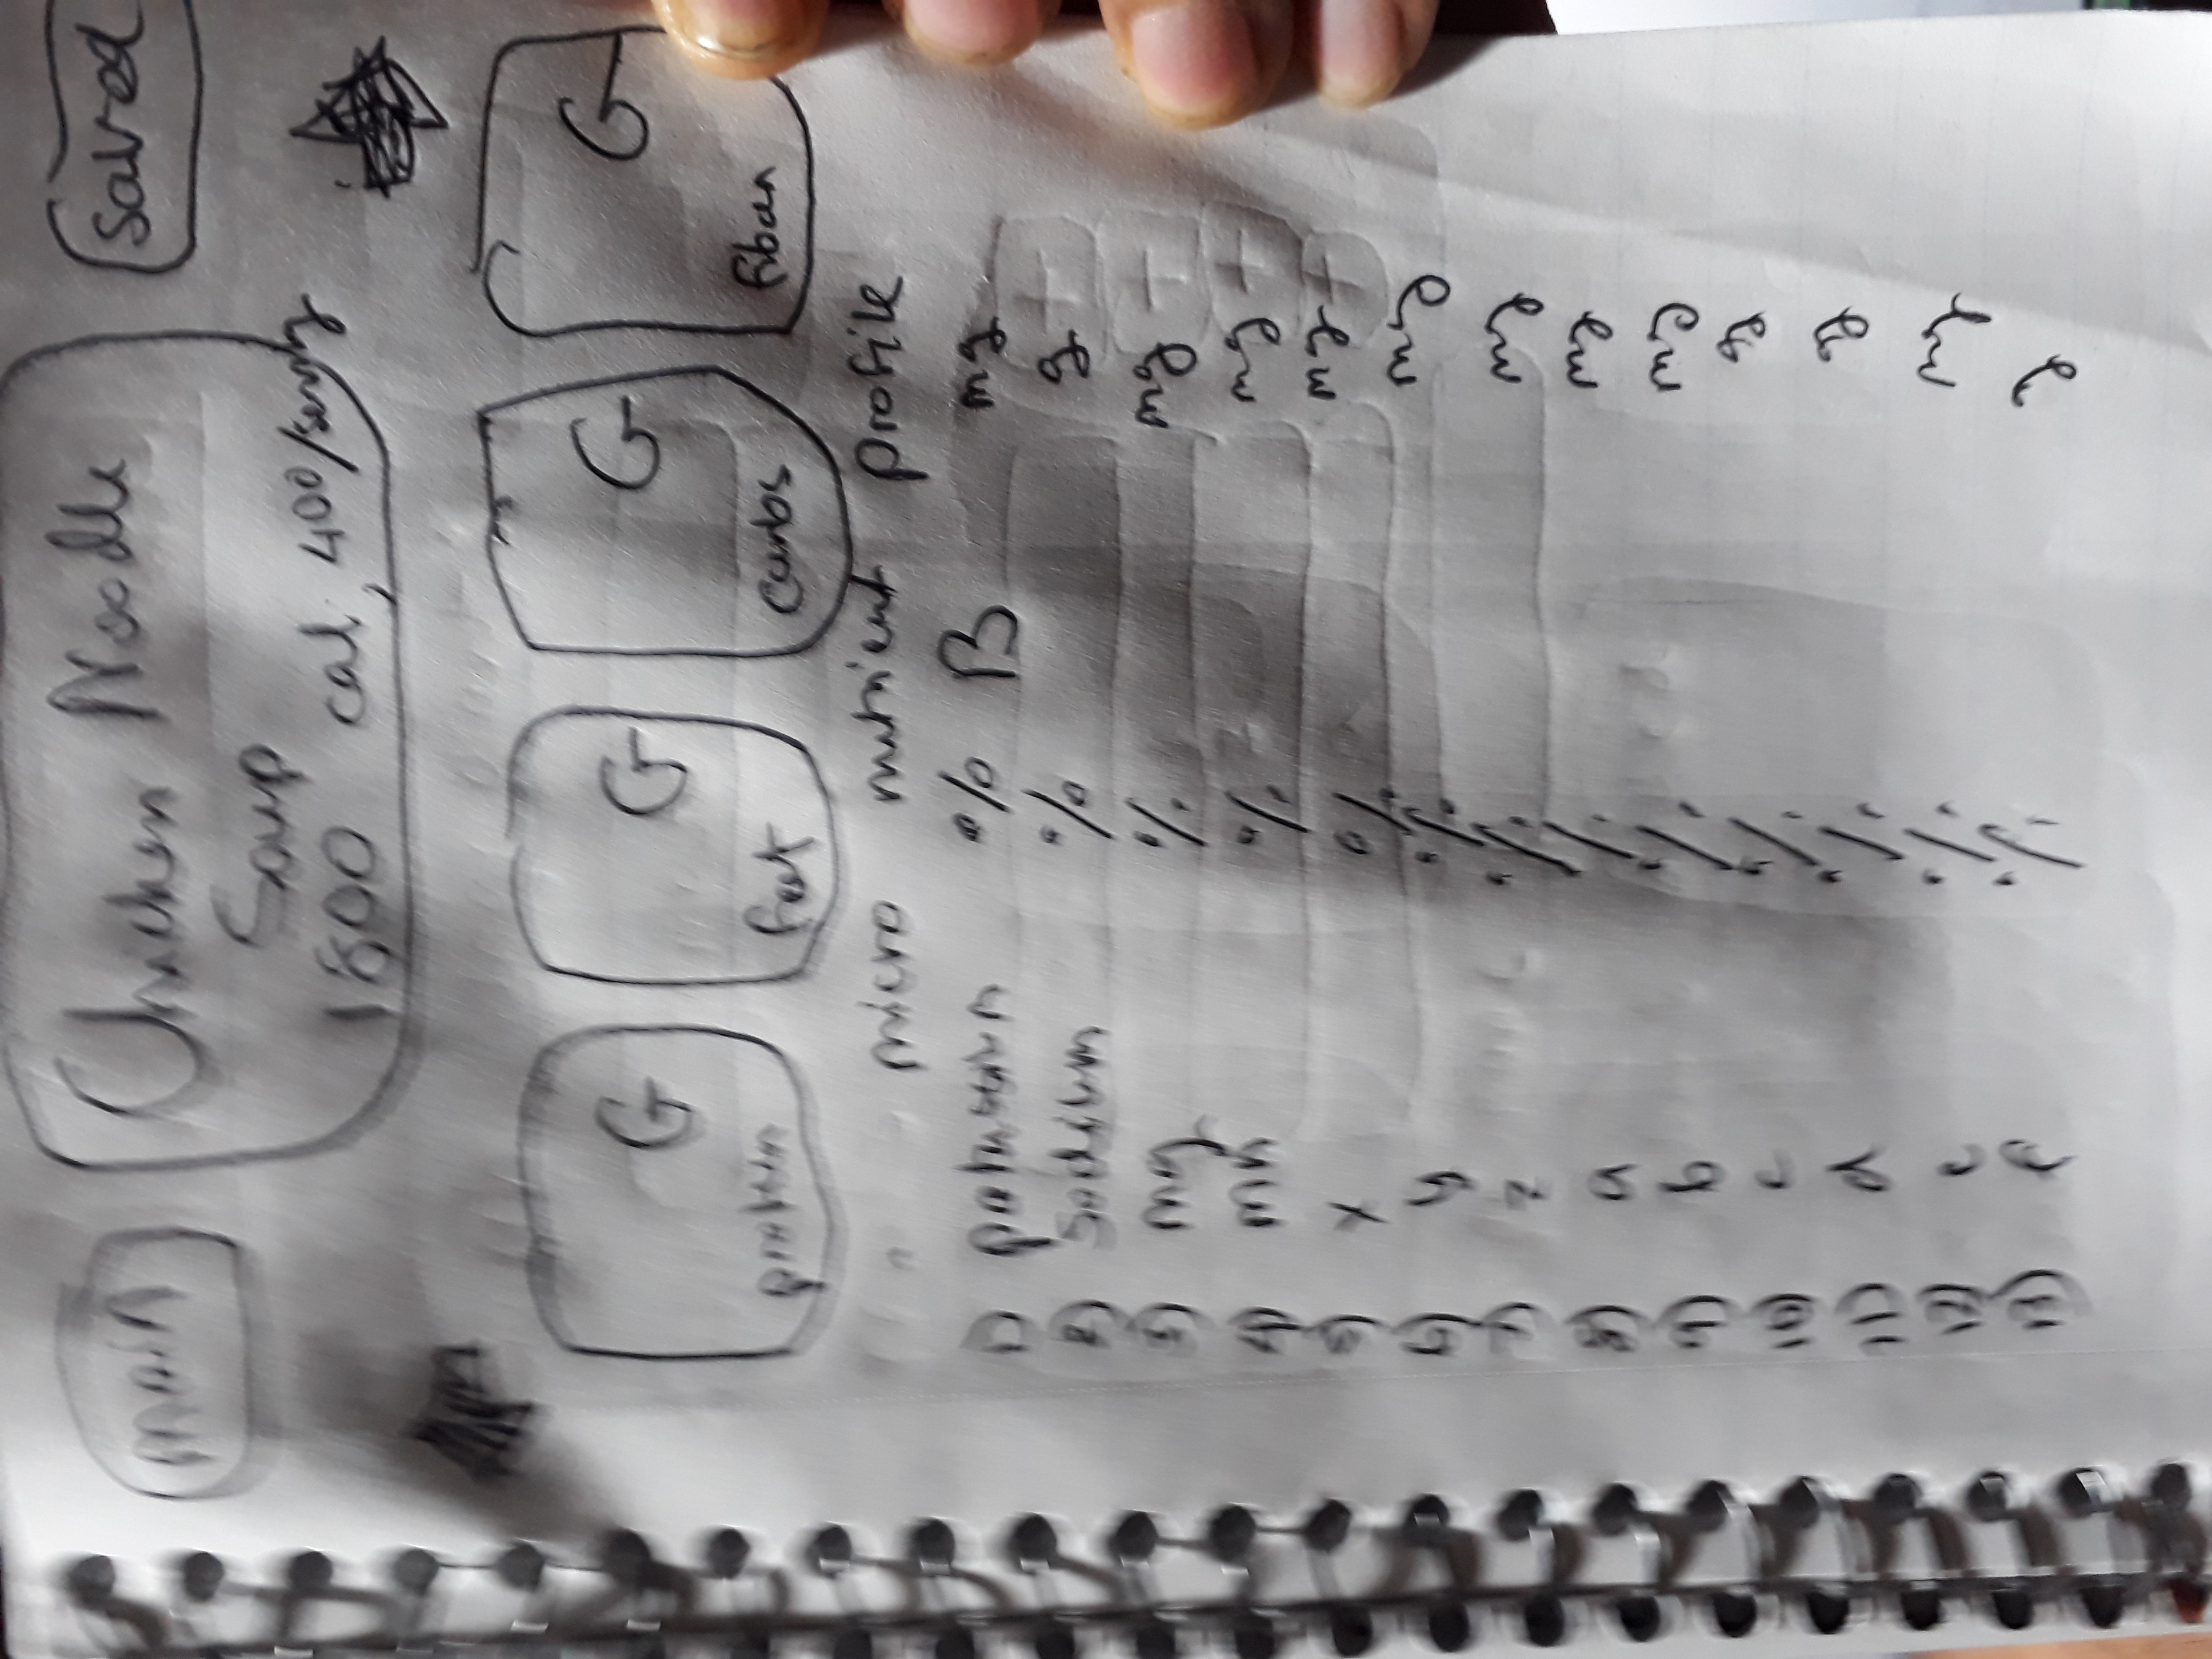 main
Chicken Noodle
Soup
1800 cal, 400/serving
saved
G
protein
G
fat
G
carbs
G
fiber
micro nutrient profile
1) potassium % B mg
2) sodium % g
3) mg % mg
4) mn % mg
5) x % mg
6) y % mg
7) z % mg
8) a % mg
9) b % mg
10) c % g
11) d % g
12) e % mg
13) f % g